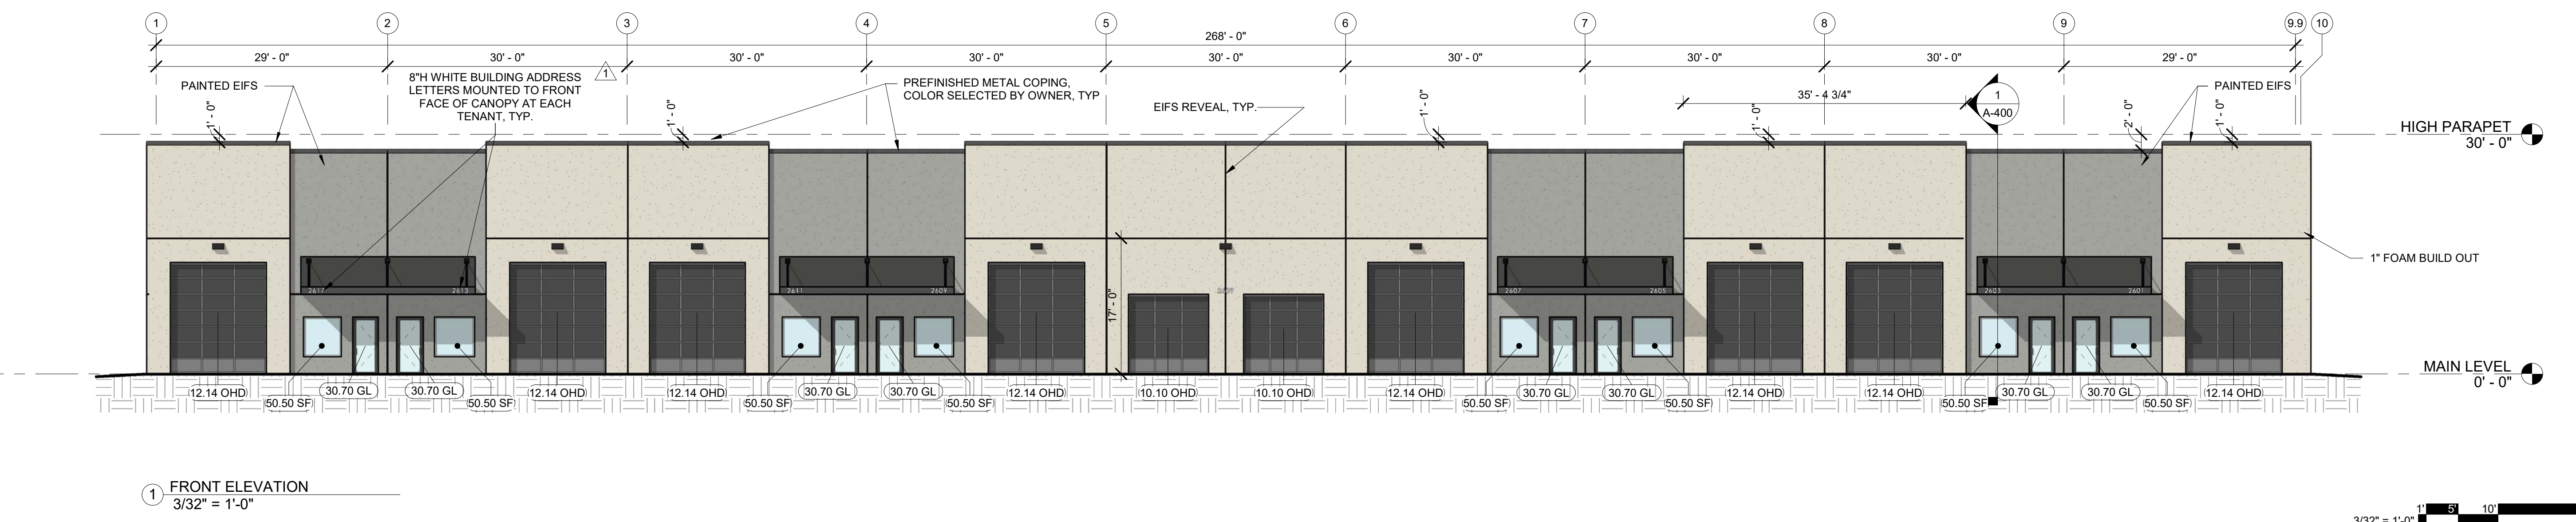 1 2 3 4 5 6 7 8 9 9.9 10
268' - 0"
29' - 0" 30' - 0" 30' - 0" 30' - 0" 30' - 0" 30' - 0" 30' - 0" 30' - 0" 29' - 0"
PAINTED EIFS
8"H WHITE BUILDING ADDRESS
LETTERS MOUNTED TO FRONT
FACE OF CANOPY AT EACH
TENANT, TYP.
1
PREFINISHED METAL COPING,
COLOR SELECTED BY OWNER, TYP
EIFS REVEAL, TYP.
35' - 4 3/4"
1
A-400
PAINTED EIFS
1' - 0" 1' - 0" 1' - 0" 1' - 0" 2' - 0" 1' - 0"
HIGH PARAPET
30' - 0"
1" FOAM BUILD OUT
17' - 0"
2617 2613 2611 2609 2607 2605 2603 2601
MAIN LEVEL
0' - 0"
12.14 OHD 30.70 GL 30.70 GL 12.14 OHD 12.14 OHD 30.70 GL 30.70 GL 12.14 OHD 10.10 OHD 10.10 OHD 12.14 OHD 30.70 GL 30.70 GL 12.14 OHD 12.14 OHD 30.70 GL 30.70 GL 12.14 OHD
50.50 SF 50.50 SF 50.50 SF 50.50 SF 50.50 SF 50.50 SF 50.50 SF 50.50 SF
1 FRONT ELEVATION
3/32" = 1'-0"
1' 5' 10'
3/32" = 1'-0"